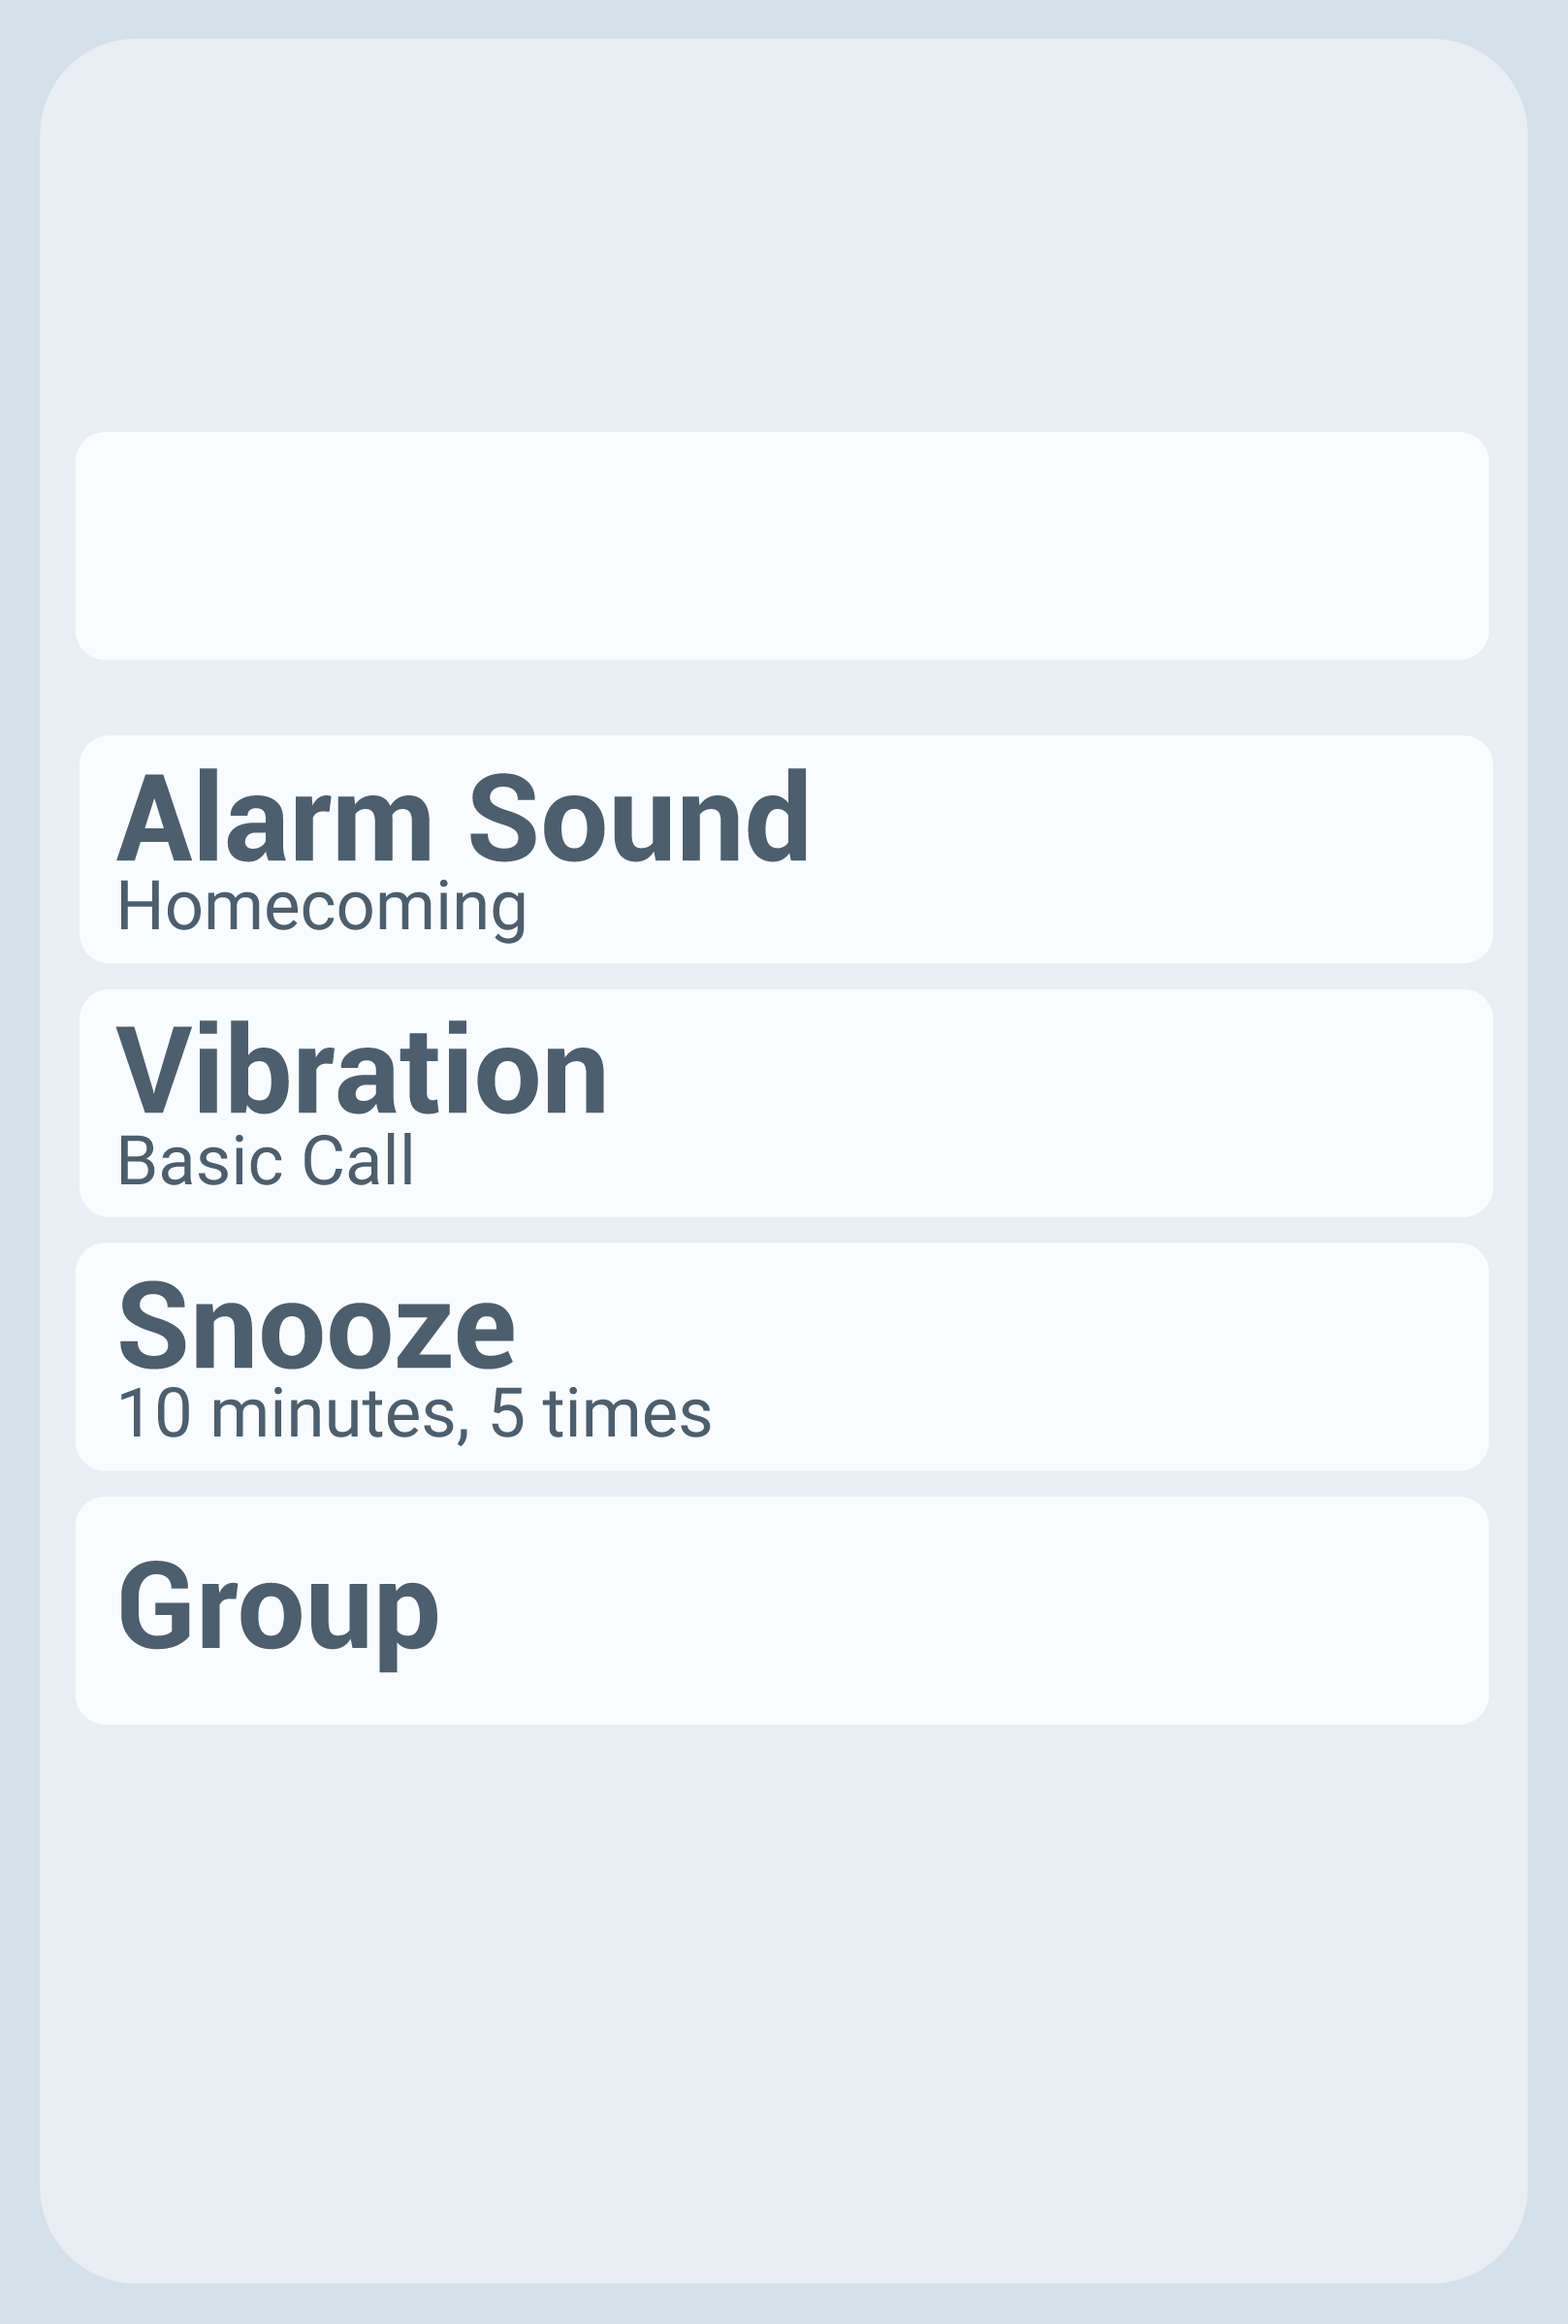 Alarm Sound
Homecoming
Vibration
Basic Call
Snooze
10 minutes, 5 times
Group